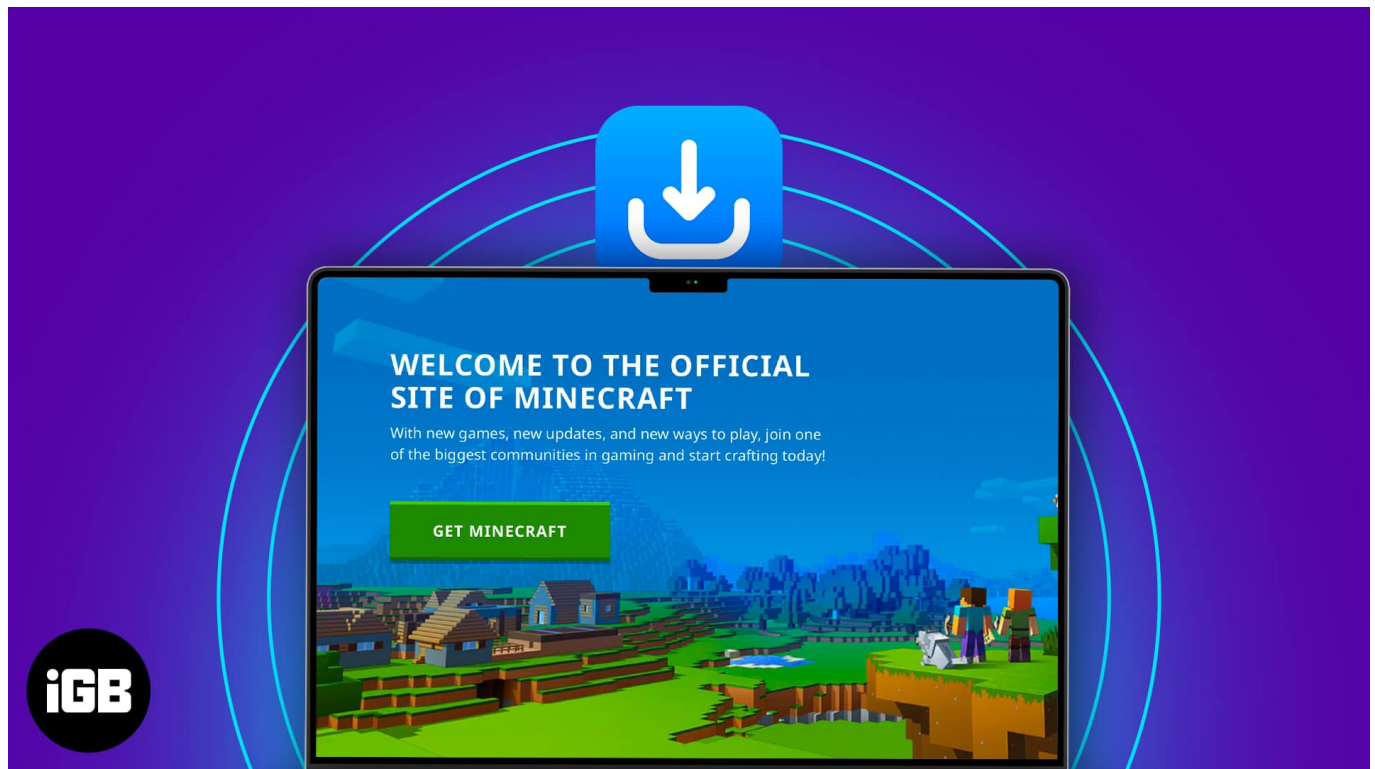 WELCOME TO THE OFFICIAL
SITE OF MINECRAFT
With new games, new updates, and new ways to play, join one
of the biggest communities in gaming and start crafting today!
GET MINECRAFT
iGB